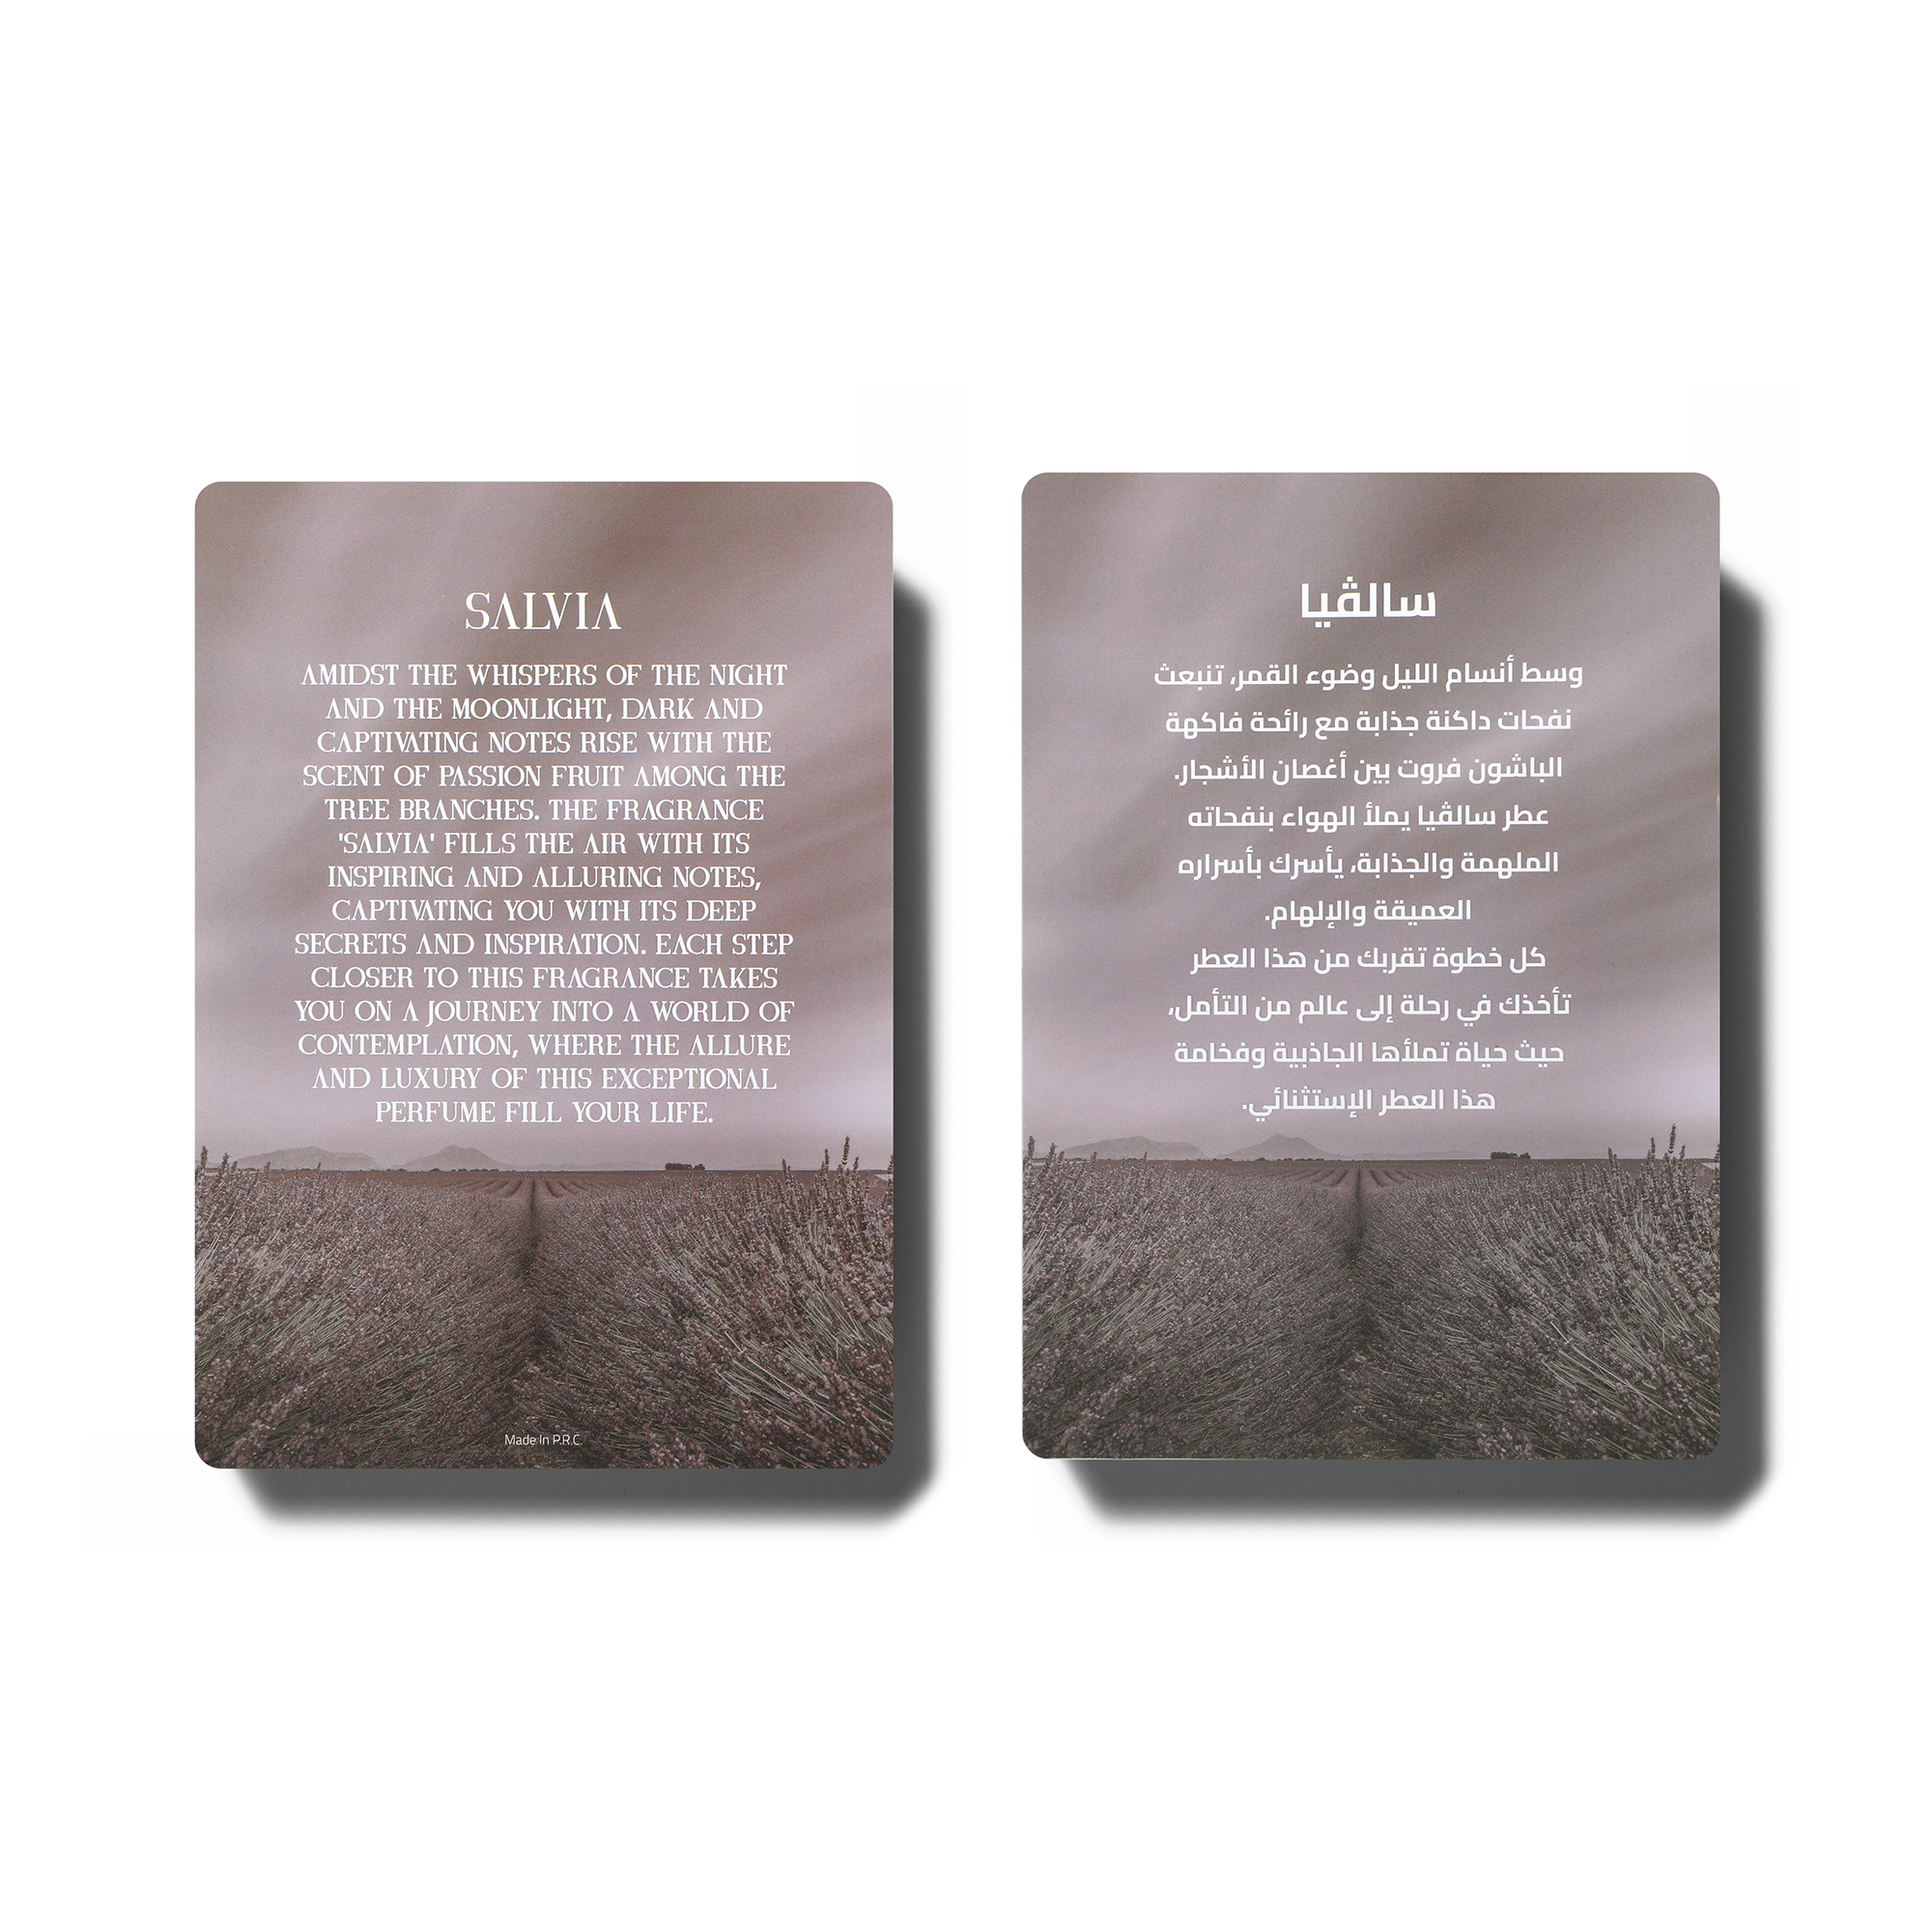 SALVIA
AMIDST THE WHISPERS OF THE NIGHT
AND THE MOONLIGHT, DARK AND
CAPTIVATING NOTES RISE WITH THE
SCENT OF PASSION FRUIT AMONG THE
TREE BRANCHES. THE FRAGRANCE
'SALVIA' FILLS THE AIR WITH ITS
INSPIRING AND ALLURING NOTES,
CAPTIVATING YOU WITH ITS DEEP
SECRETS AND INSPIRATION. EACH STEP
CLOSER TO THIS FRAGRANCE TAKES
YOU ON A JOURNEY INTO A WORLD OF
CONTEMPLATION, WHERE THE ALLURE
AND LUXURY OF THIS EXCEPTIONAL
PERFUME FILL YOUR LIFE.
Made In P.R.C.
سالڤيا
وسط أنسام الليل وضوء القمر، تنبعث
نفحات داكنة جذابة مع رائحة فاكهة
الباشون فروت بين أغصان الأشجار.
عطر سالڤيا يملأ الهواء بنفحاته
الملهمة والجذابة، يأسرك بأسراره
العميقة والإلهام.
كل خطوة تقربك من هذا العطر
تأخذك في رحلة إلى عالم من التأمل،
حيث حياة تملأها الجاذبية وفخامة
هذا العطر الإستثنائي.